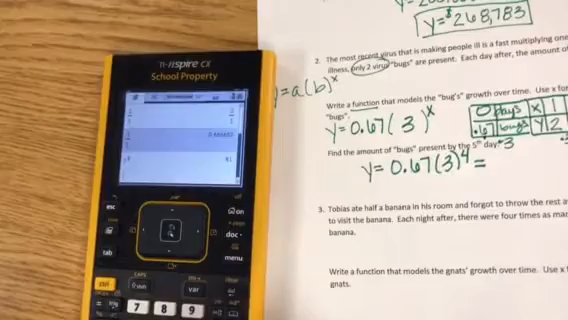 y=$268,783
TI-nspire CX
School Property
2. The most recent virus that is making people ill is a fast multiplying one
illness, only 2 virus "bugs" are present. Each day after, the amount of
y=a(b)^x
Write a function that models the "bug's" growth over time. Use x for
"bugs".
0 days x 1
.67 bugs y 2
y=0.67(3)^x
Find the amount of "bugs" present by the 5th day.
y=0.67(3)^4=
3. Tobias ate half a banana in his room and forgot to throw the rest
to visit the banana. Each night after, there were four times as
banana.
Write a function that models the gnats' growth over time. Use x
gnats.
esc
on
doc
tab
menu
ctrl
var
del
7 8 9